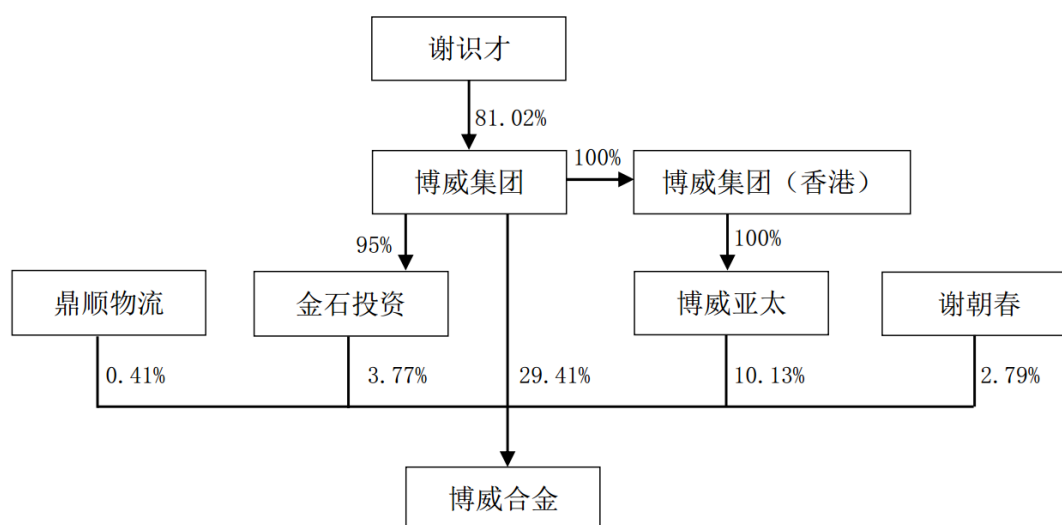 谢识才
81.02%
博威集团
100%
博威集团（香港）
95%
100%
鼎顺物流
金石投资
博威亚太
谢朝春
0.41%
3.77%
29.41%
10.13%
2.79%
博威合金